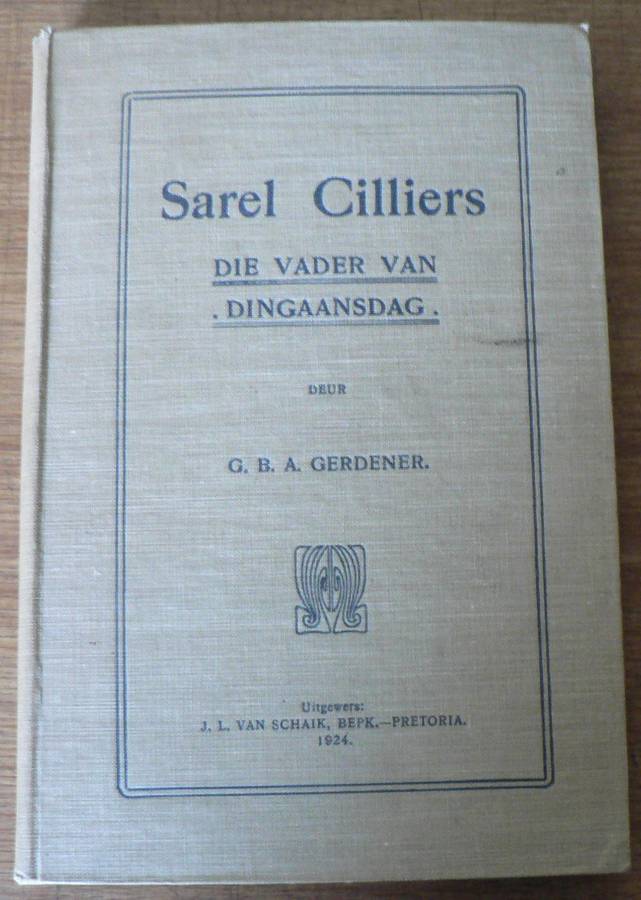 Sarel Cilliers
DIE VADER VAN
. DINGAANSDAG .
DEUR
G. B. A. GERDENER.
Uitgewers:
J. L. VAN SCHAIK, BEPK.—PRETORIA.
1924.